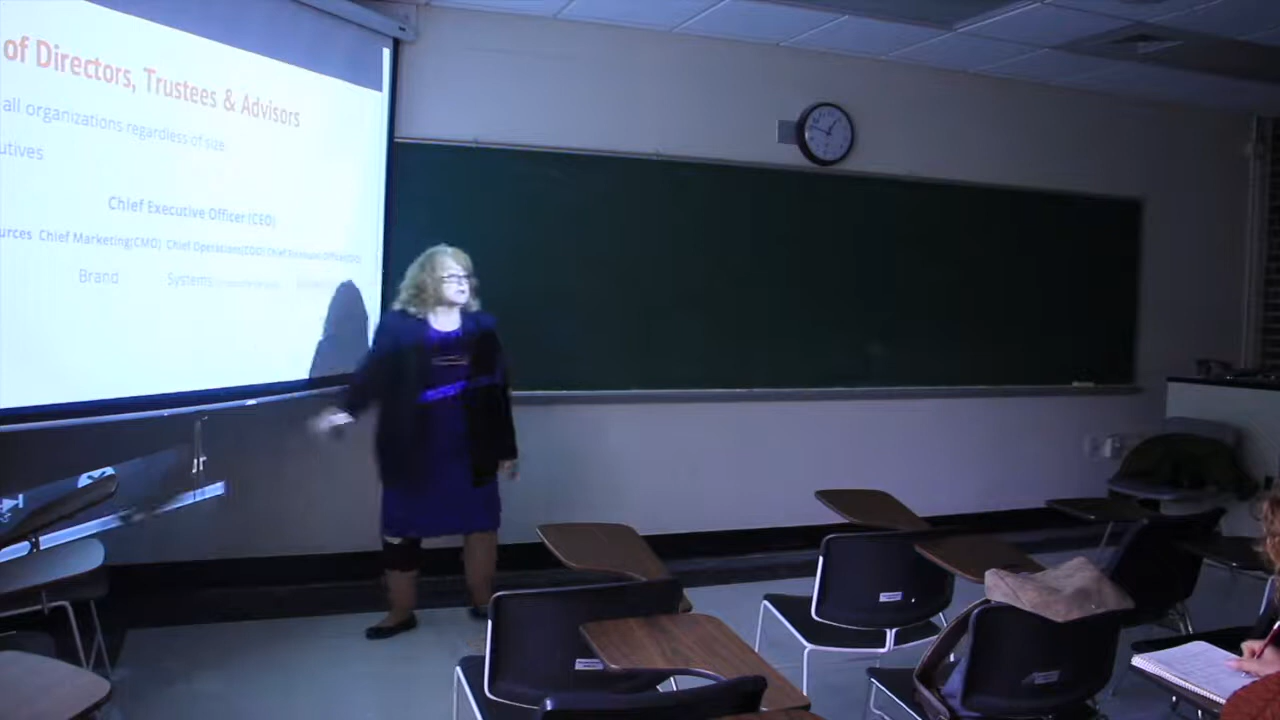 of Directors, Trustees & Advisors
all organizations regardless of size.
utives
Chief Executive Officer (CEO)
urces Chief Marketing(CMO) Chief Operations(COO) Chief
Brand Systems